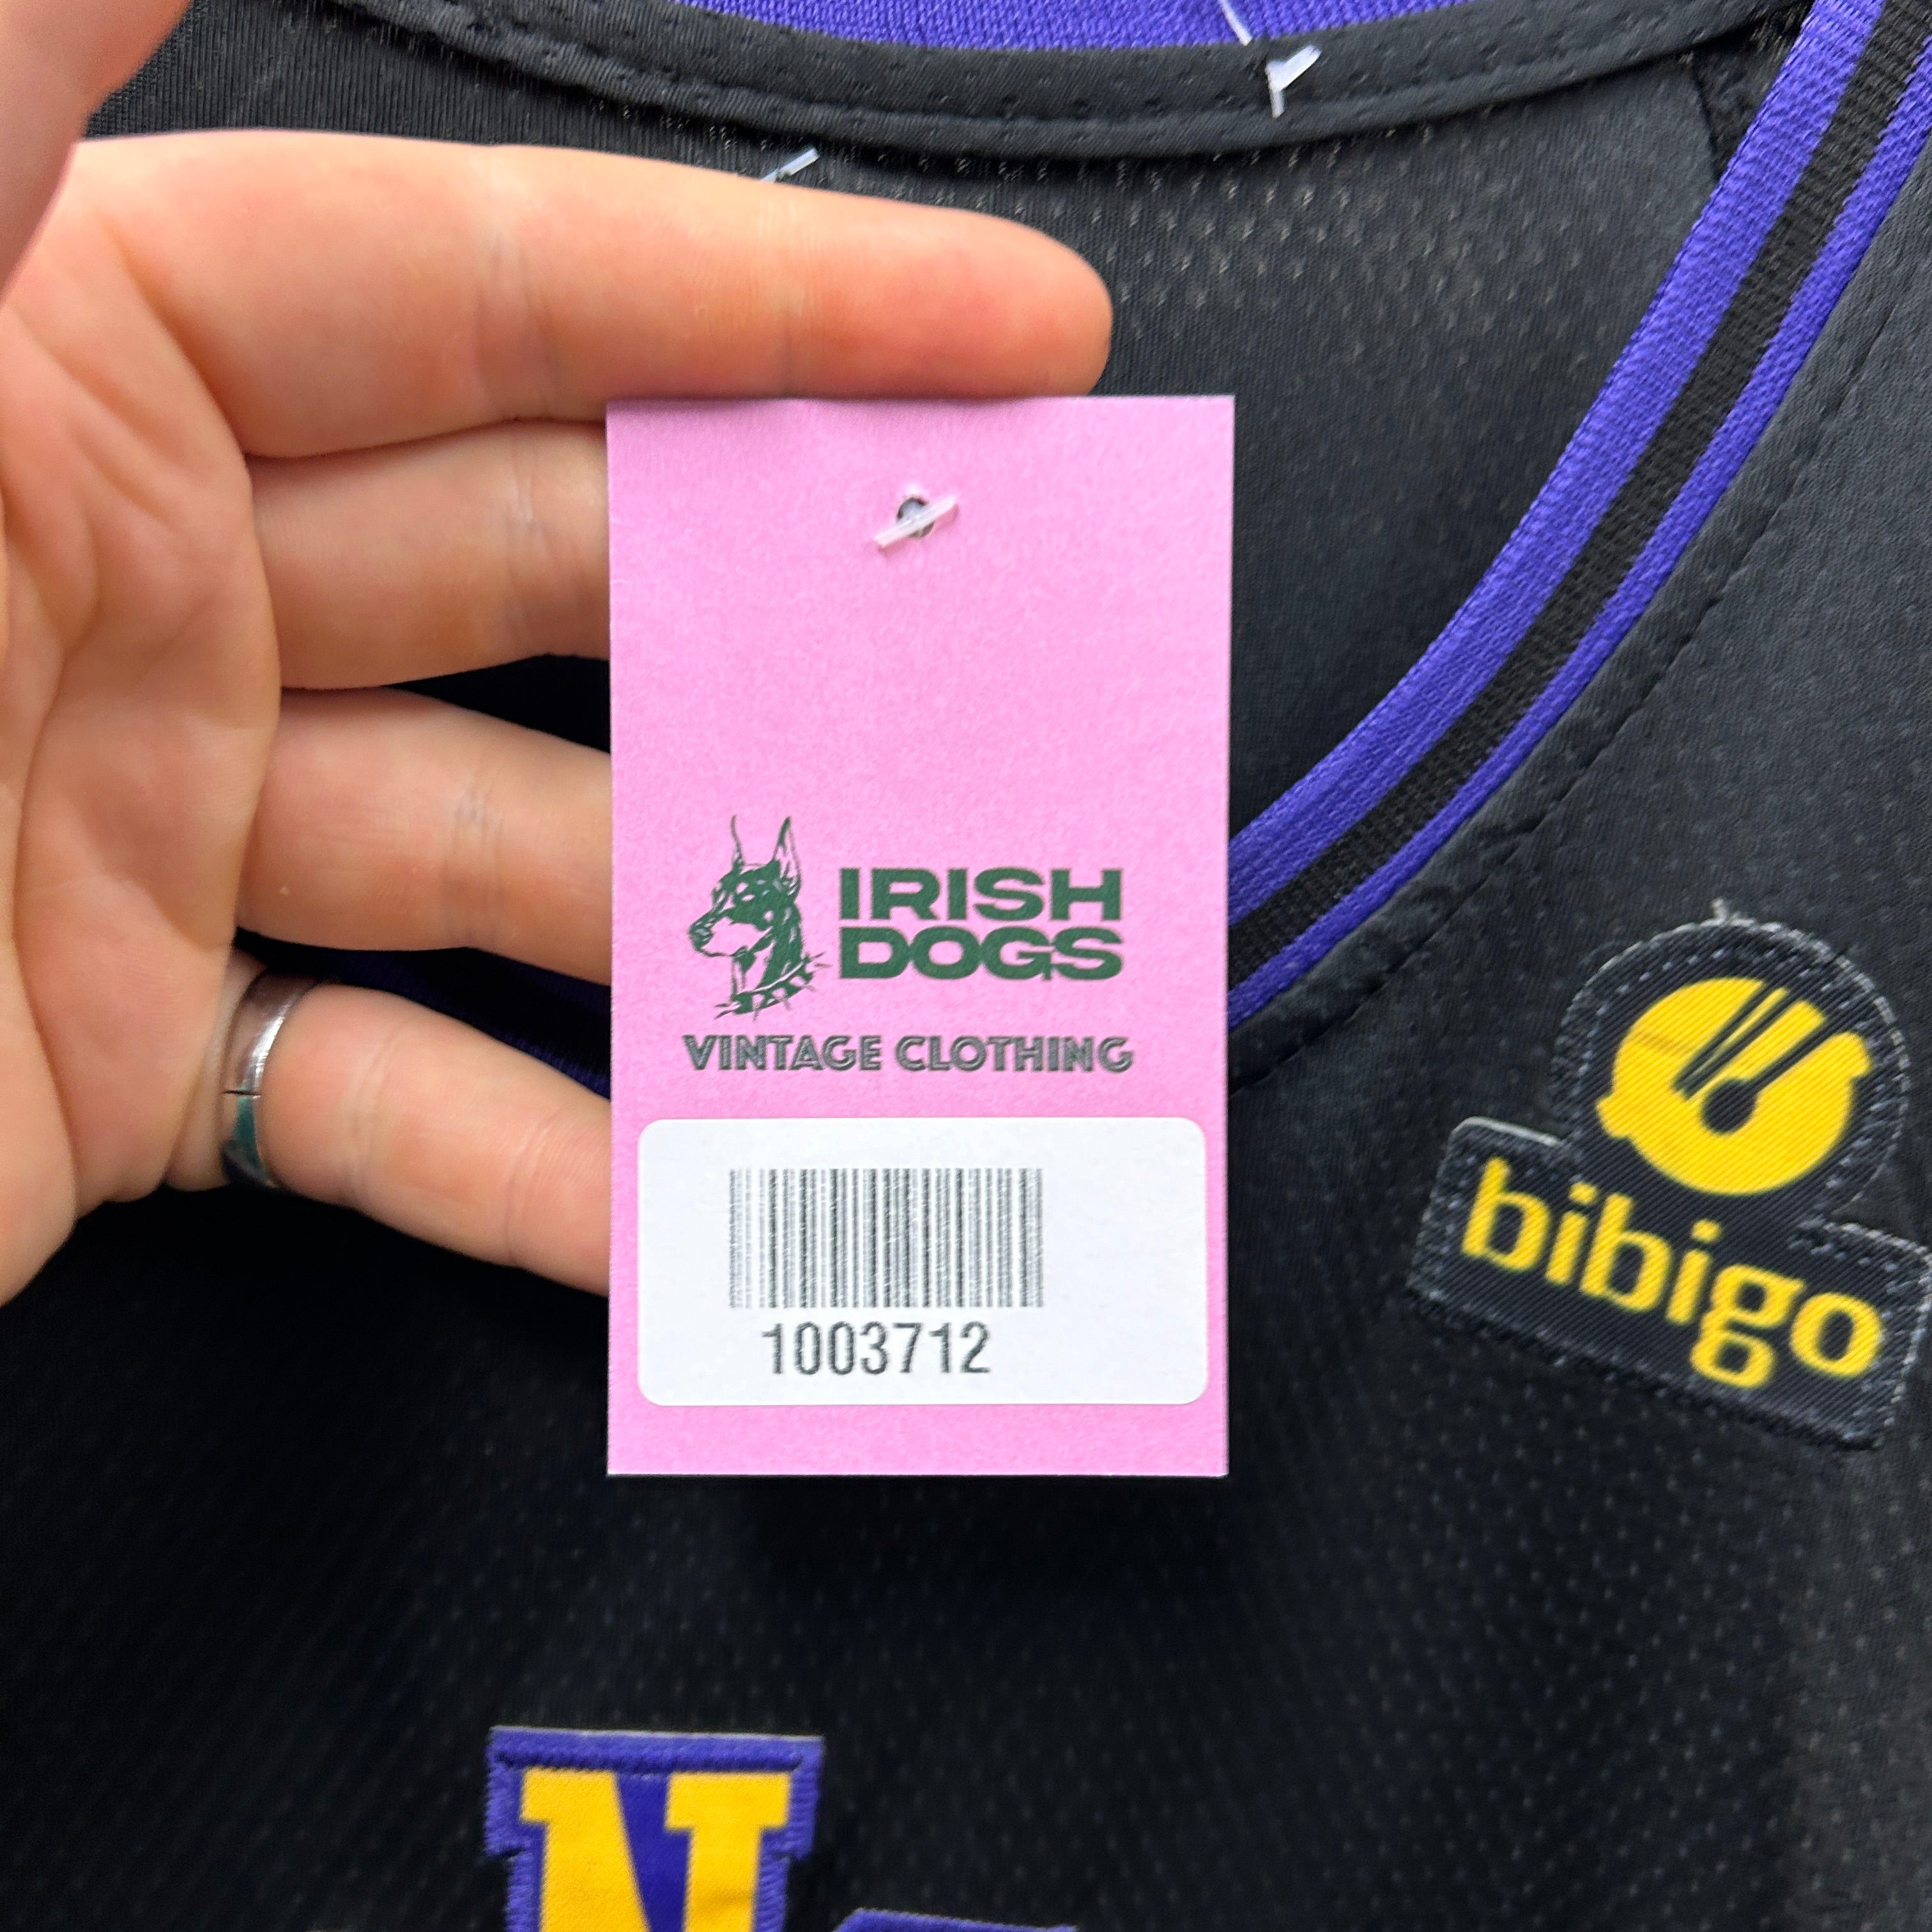 IRISH
DOGS
VINTAGE CLOTHING
1003712
bibigo
N